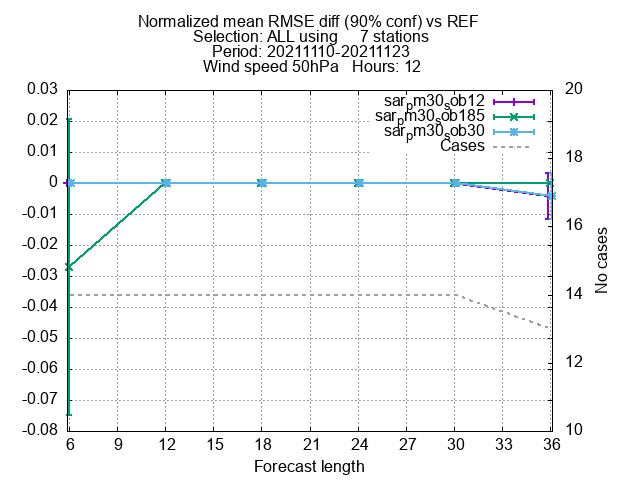 Normalized mean RMSE diff (90% conf) vs REF
Selection: ALL using 7 stations
Period: 20211110-20211123
Wind speed 50hPa Hours: 12
sarpm30sob12
sarpm30sob185
sarpm30sob30
Cases
0.03
0.02
0.01
0
-0.01
-0.02
-0.03
-0.04
-0.05
-0.06
-0.07
-0.08
20
18
16
14
12
10
No cases
6 9 12 15 18 21 24 27 30 33 36
Forecast length